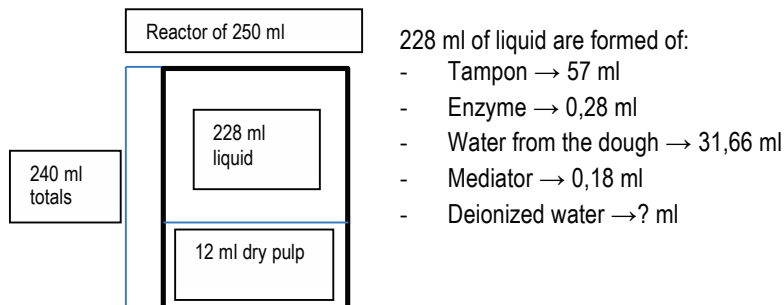 Reactor of 250 ml
228 ml
liquid
240 ml
totals
12 ml dry pulp
228 ml of liquid are formed of:
- Tampon → 57 ml
- Enzyme → 0,28 ml
- Water from the dough → 31,66 ml
- Mediator → 0,18 ml
- Deionized water →? ml